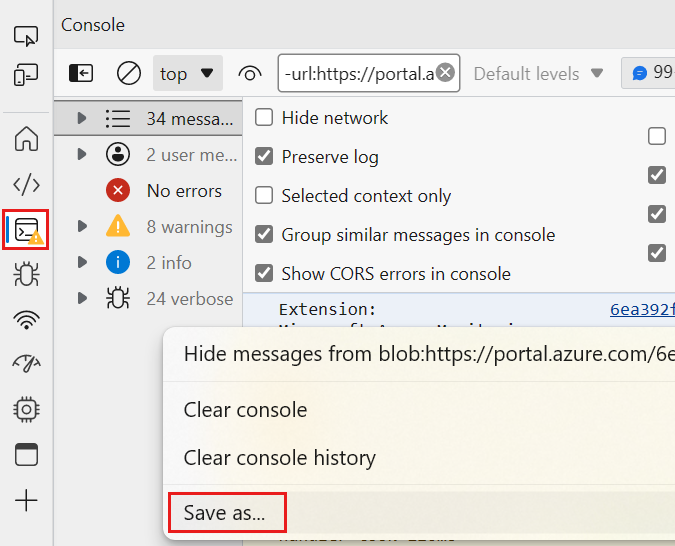 Console
top
-url:https://portal.a
Default levels
99
34 messa...
2 user me...
No errors
8 warnings
2 info
24 verbose
Hide network
Preserve log
Selected context only
Group similar messages in console
Show CORS errors in console
Extension:
6ea392f
Hide messages from blob:https://portal.azure.com/6e
Clear console
Clear console history
Save as...